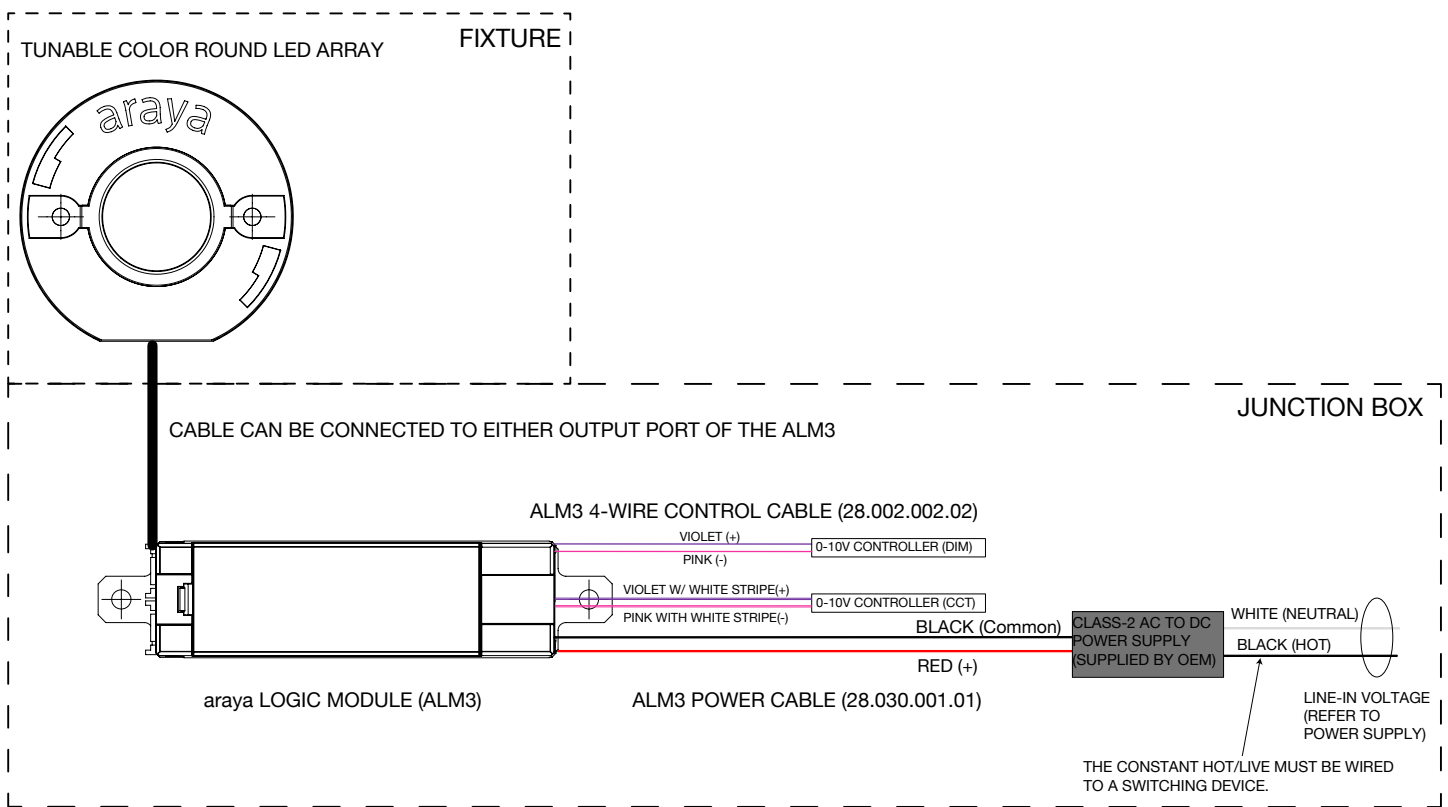 FIXTURE
TUNABLE COLOR ROUND LED ARRAY
araya
JUNCTION BOX
CABLE CAN BE CONNECTED TO EITHER OUTPUT PORT OF THE ALM3
ALM3 4-WIRE CONTROL CABLE (28.002.002.02)
VIOLET (+)
0-10V CONTROLLER (DIM)
PINK (-)
VIOLET W/ WHITE STRIPE(+)
0-10V CONTROLLER (CCT)
PINK WITH WHITE STRIPE(-)
BLACK (Common)
RED (+)
CLASS-2 AC TO DC
POWER SUPPLY
(SUPPLIED BY OEM)
WHITE (NEUTRAL)
BLACK (HOT)
araya LOGIC MODULE (ALM3)
ALM3 POWER CABLE (28.030.001.01)
LINE-IN VOLTAGE
(REFER TO
POWER SUPPLY)
THE CONSTANT HOT/LIVE MUST BE WIRED
TO A SWITCHING DEVICE.